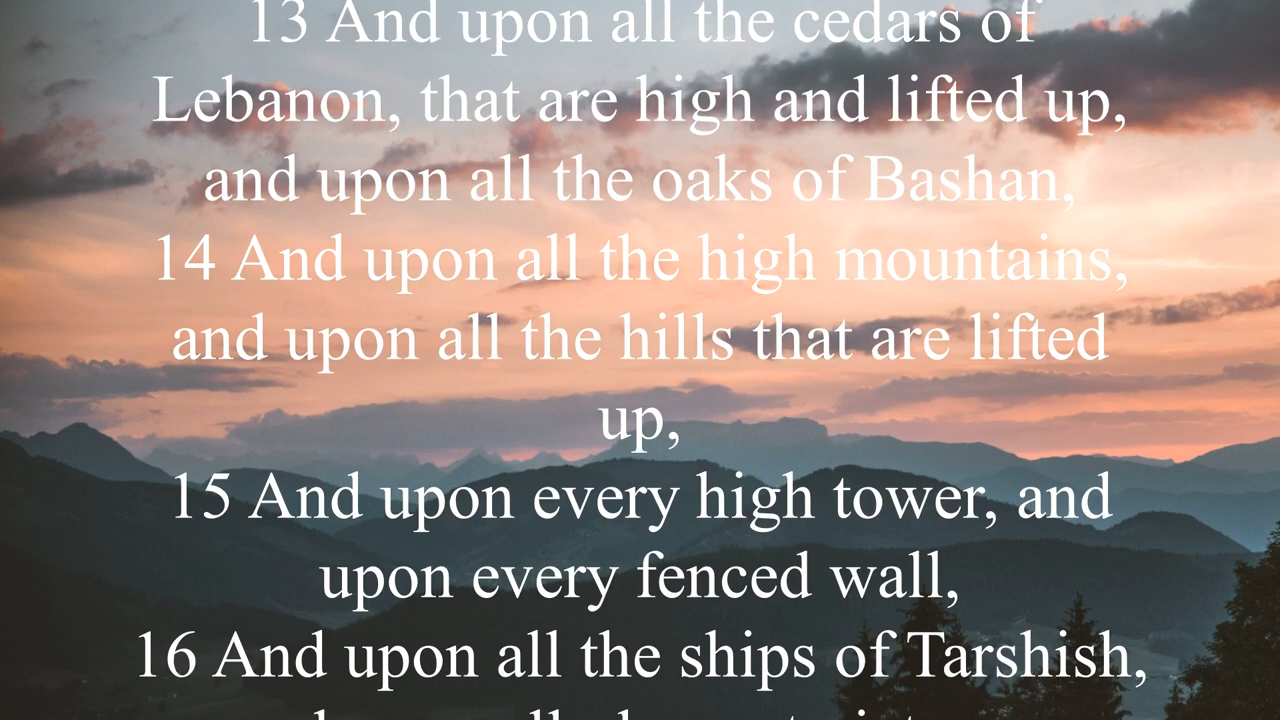 13 And upon all the cedars of
Lebanon, that are high and lifted up,
and upon all the oaks of Bashan,
14 And upon all the high mountains,
and upon all the hills that are lifted
up,
15 And upon every high tower, and
upon every fenced wall,
16 And upon all the ships of Tarshish,